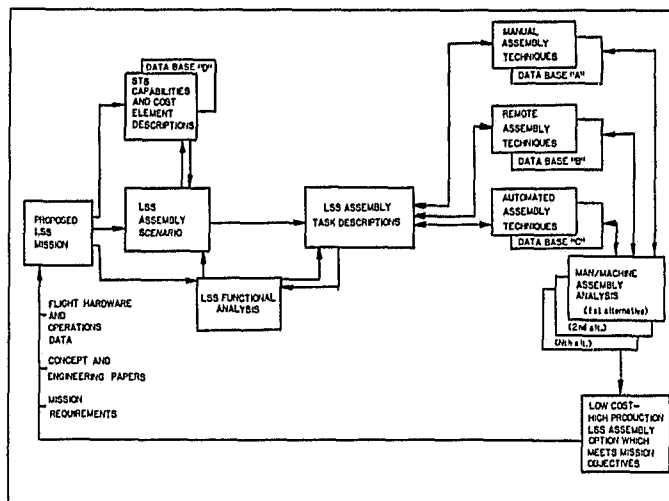 MANUAL
ASSEMBLY
TECHNIQUES
DATA BASE "A"
DATA BASE "D"
STS
CAPABILITIES
AND COST
ELEMENT
DESCRIPTIONS
REMOTE
ASSEMBLY
TECHNIQUES
DATA BASE "B"
PROPOSED
LSS
MISSION
LSS
ASSEMBLY
SCENARIO
LSS ASSEMBLY
TASK DESCRIPTIONS
AUTOMATED
ASSEMBLY
TECHNIQUES
DATA BASE "C"
LSS FUNCTIONAL
ANALYSIS
MAN/MACHINE
ASSEMBLY
ANALYSIS
(1st alternative)
(2nd alt.)
(Nth alt.)
FLIGHT HARDWARE
AND
OPERATIONS
DATA
CONCEPT AND
ENGINEERING PAPERS
MISSION
REQUIREMENTS
LOW COST-
HIGH PRODUCTION
LSS ASSEMBLY
OPTION WHICH
MEETS MISSION
OBJECTIVES